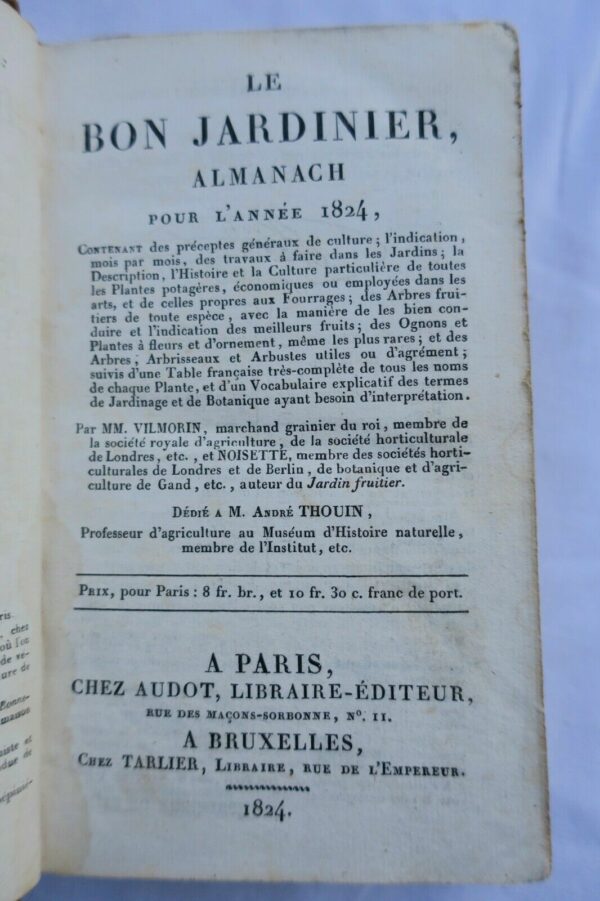 LE
BON JARDINIER,
ALMANACH
POUR L'ANNÉE 1824,
CONTENANT des préceptes généraux de culture; l'indication,
mois par mois, des travaux à faire dans les Jardins; la
Description, l'Histoire et la Culture particulière de toutes
les Plantes potagères, économiques ou employées dans les
arts, et de celles propres aux Fourrages; des Arbres frui-
tiers de toute espèce, avec la manière de les bien con-
duire et l'indication des meilleurs fruits; des Ognons et
Plantes à fleurs et d'ornement, même les plus rares; et des
Arbres, Arbrisseaux et Arbustes utiles ou d'agrément;
suivis d'une Table française très-complète de tous les noms
de chaque Plante, et d'un Vocabulaire explicatif des termes
de Jardinage et de Botanique ayant besoin d'interprétation.
Par MM. VILMORIN, marchand grainier du roi, membre de
la société royale d'agriculture, de la société horticulturale
de Londres, etc., et NOISETTE, membre des sociétés horti-
culturales de Londres et de Berlin, de botanique et d'agri-
culture de Gand, etc., auteur du Jardin fruitier.
DÉDIÉ A M. ANDRÉ THOUIN,
Professeur d'agriculture au Muséum d'Histoire naturelle,
membre de l'Institut, etc.
PRIX, pour Paris: 8 fr. br., et 10 fr. 30 c. franc de port.
A PARIS,
CHEZ AUDOT, LIBRAIRE-ÉDITEUR,
RUE DES MAÇONS-SORBONNE, N°. 11.
A BRUXELLES,
CHEZ TARLIER, LIBRAIRE, RUE DE L'EMPEREUR.
1824.